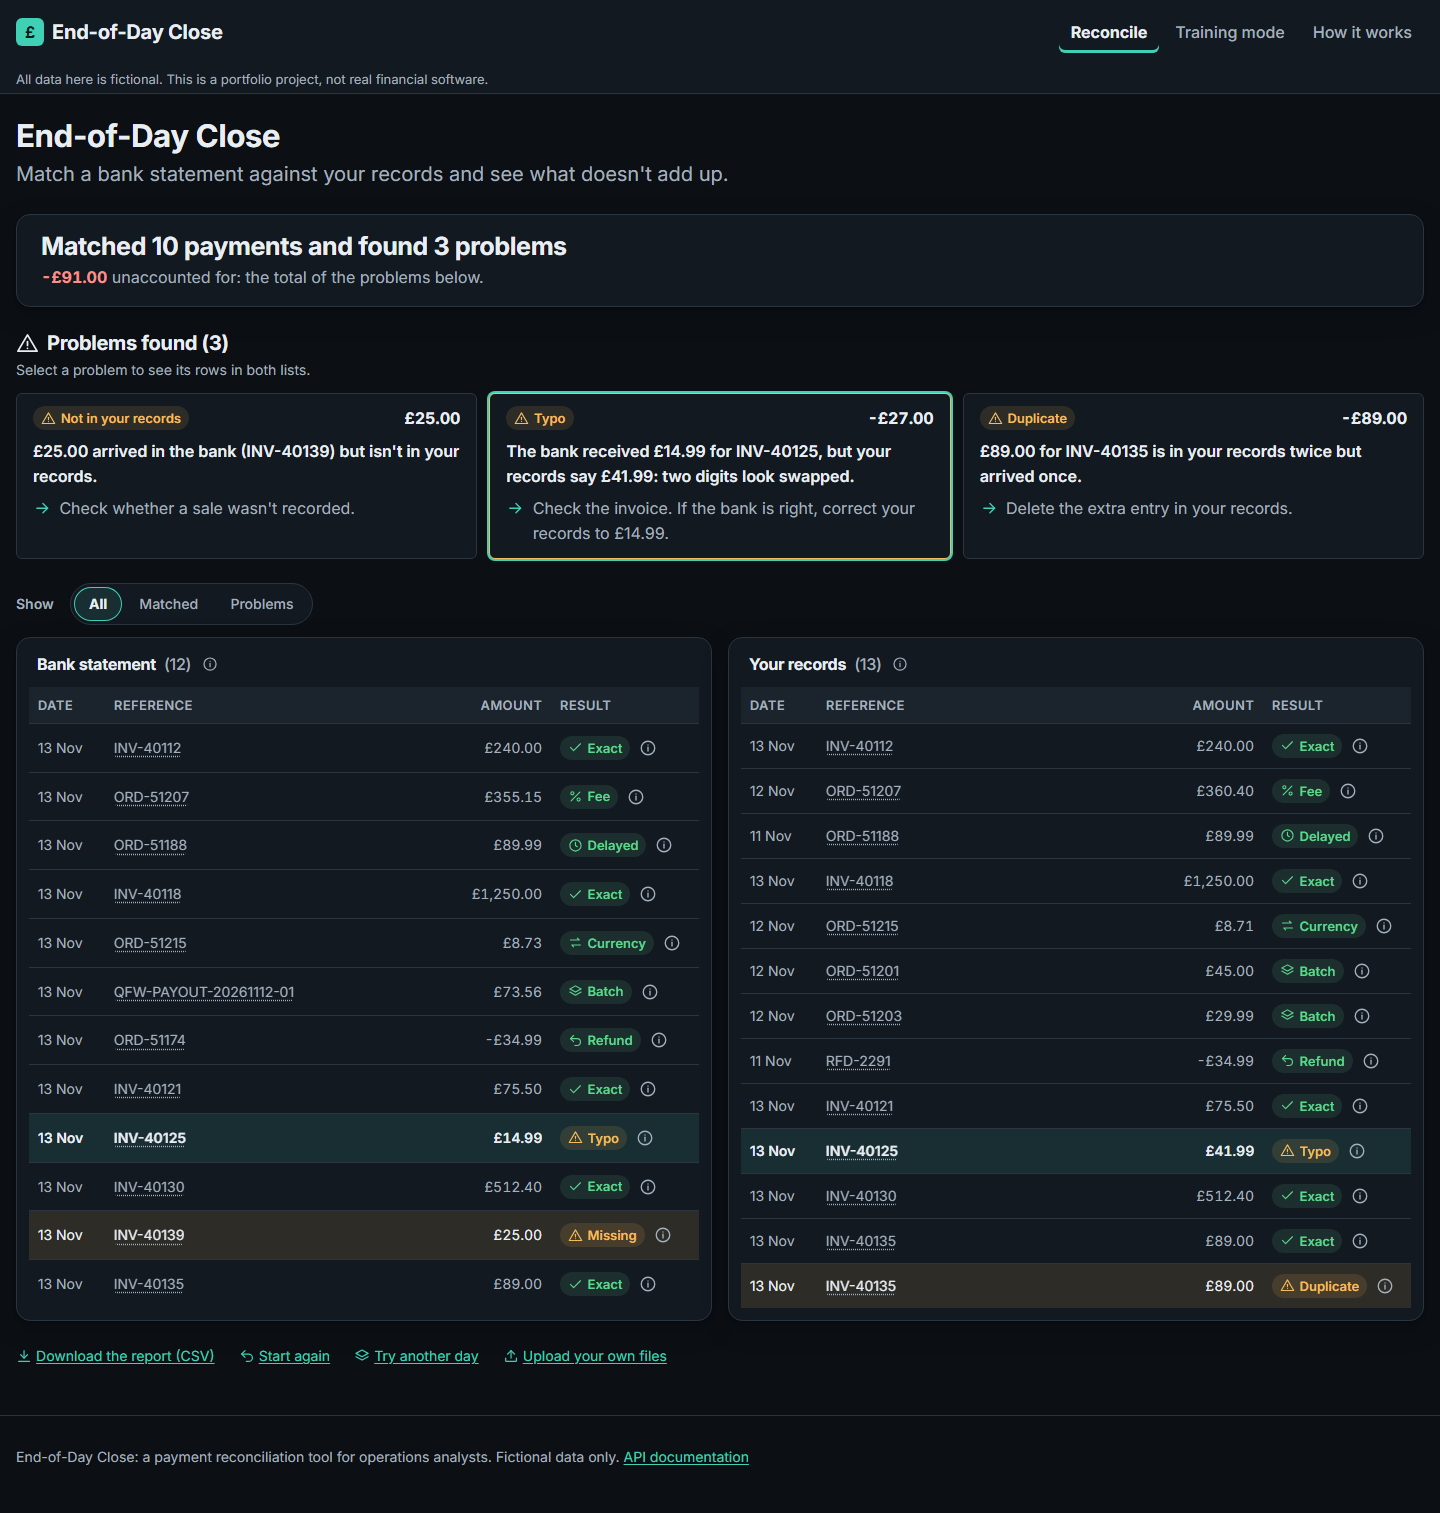 £ End-of-Day Close
Reconcile Training mode How it works
All data here is fictional. This is a portfolio project, not real financial software.
End-of-Day Close
Match a bank statement against your records and see what doesn't add up.
Matched 10 payments and found 3 problems
-£91.00 unaccounted for: the total of the problems below.
Problems found (3)
Select a problem to see its rows in both lists.
Not in your records £25.00
£25.00 arrived in the bank (INV-40139) but isn't in your
records.
→ Check whether a sale wasn't recorded.
Typo -£27.00
The bank received £14.99 for INV-40125, but your
records say £41.99: two digits look swapped.
→ Check the invoice. If the bank is right, correct your
records to £14.99.
Duplicate -£89.00
£89.00 for INV-40135 is in your records twice but
arrived once.
→ Delete the extra entry in your records.
Show All Matched Problems
Bank statement (12)
DATE REFERENCE AMOUNT RESULT
13 Nov INV-40112 £240.00 Exact
13 Nov ORD-51207 £355.15 Fee
13 Nov ORD-51188 £89.99 Delayed
13 Nov INV-40118 £1,250.00 Exact
13 Nov ORD-51215 £8.73 Currency
13 Nov QFW-PAYOUT-20261112-01 £73.56 Batch
13 Nov ORD-51174 -£34.99 Refund
13 Nov INV-40121 £75.50 Exact
13 Nov INV-40125 £14.99 Typo
13 Nov INV-40130 £512.40 Exact
13 Nov INV-40139 £25.00 Missing
13 Nov INV-40135 £89.00 Exact
Your records (13)
DATE REFERENCE AMOUNT RESULT
13 Nov INV-40112 £240.00 Exact
12 Nov ORD-51207 £360.40 Fee
11 Nov ORD-51188 £89.99 Delayed
13 Nov INV-40118 £1,250.00 Exact
12 Nov ORD-51215 £8.71 Currency
12 Nov ORD-51201 £45.00 Batch
12 Nov ORD-51203 £29.99 Batch
11 Nov RFD-2291 -£34.99 Refund
13 Nov INV-40121 £75.50 Exact
13 Nov INV-40125 £41.99 Typo
13 Nov INV-40130 £512.40 Exact
13 Nov INV-40135 £89.00 Exact
13 Nov INV-40135 £89.00 Duplicate
Download the report (CSV) Start again Try another day Upload your own files
End-of-Day Close: a payment reconciliation tool for operations analysts. Fictional data only. API documentation